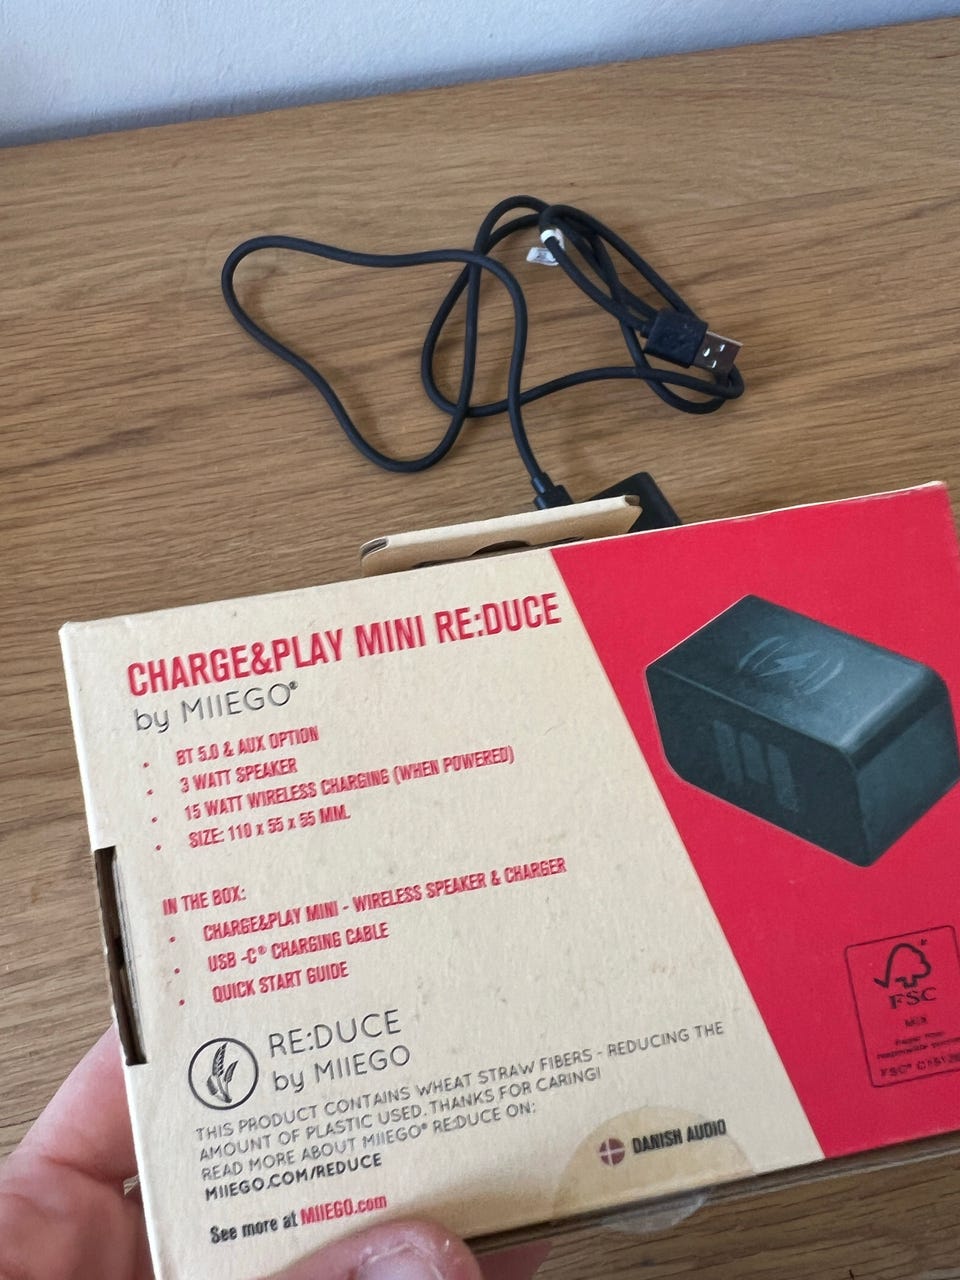 CHARGE&PLAY MINI RE:DUCE
by MIIEGO®
• BT 5.0 & AUX OPTION
• 3 WATT SPEAKER
• 15 WATT WIRELESS CHARGING (WHEN POWERED)
• SIZE: 110 x 55 x 55 MM.
IN THE BOX:
• CHARGE&PLAY MINI - WIRELESS SPEAKER & CHARGER
• USB -C® CHARGING CABLE
• QUICK START GUIDE
RE:DUCE
by MIIEGO
THIS PRODUCT CONTAINS WHEAT STRAW FIBERS - REDUCING THE
AMOUNT OF PLASTIC USED. THANKS FOR CARING!
READ MORE ABOUT MIIEGO® RE:DUCE ON:
MIIEGO.COM/REDUCE
See more at MIIEGO.com
DANISH AUDIO
FSC
MIX